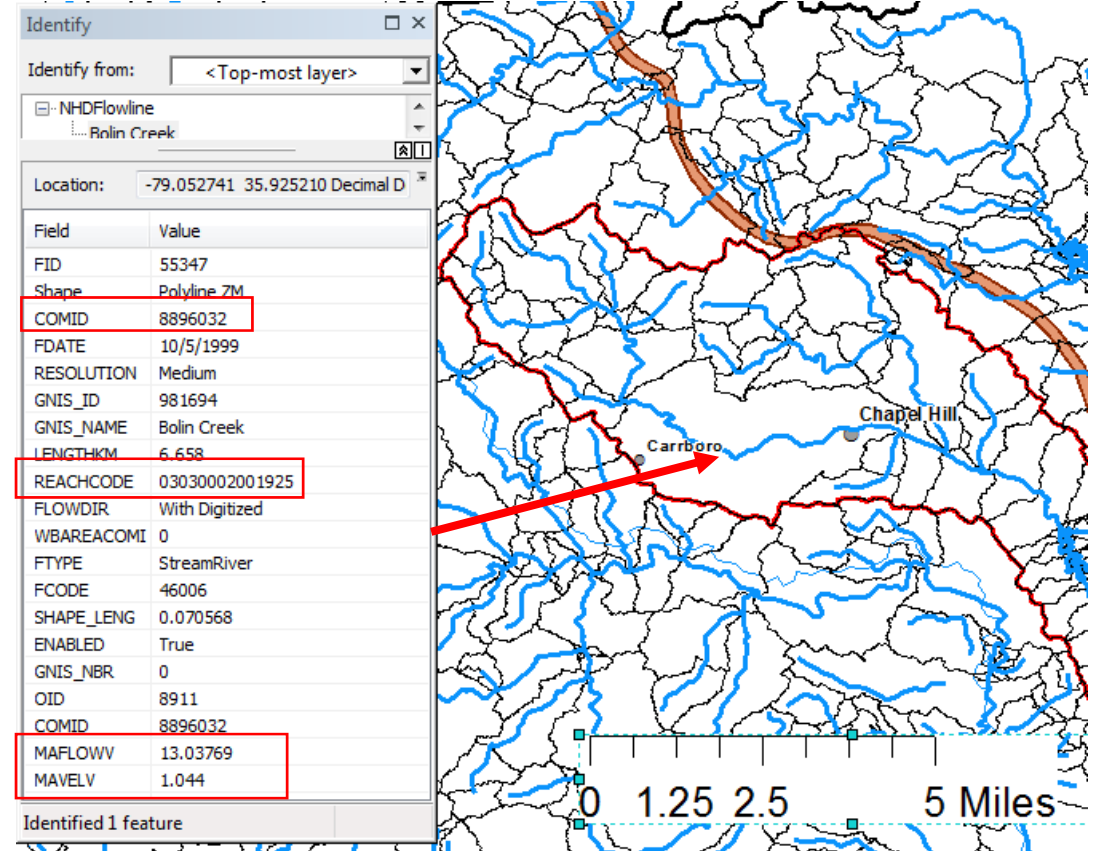 Identify
Identify from: <Top-most layer>
NHDFlowline
Bolin Creek
Location: -79.052741 35.925210 Decimal D
Field Value
FID 55347
Shape Polyline ZM
COMID 8896032
FDATE 10/5/1999
RESOLUTION Medium
GNIS_ID 981694
GNIS_NAME Bolin Creek
LENGTHKM 6.658
REACHCODE 03030002001925
FLOWDIR With Digitized
WBAREACOMI 0
FTYPE StreamRiver
FCODE 46006
SHAPE_LENG 0.070568
ENABLED True
GNIS_NBR 0
OID 8911
COMID 8896032
MAFLOWV 13.03769
MAVELV 1.044
Identified 1 feature
Chapel Hill
Carrboro
0 1.25 2.5 5 Miles